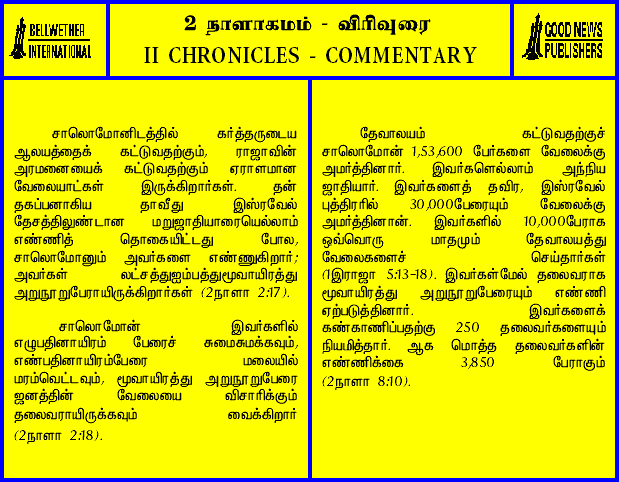 BELLWETHER
INTERNATIONAL
2 நாளாகமம் - விரிவுரை
II CHRONICLES - COMMENTARY
GOOD NEWS
PUBLISHERS
சாலொமோனிடத்தில் கர்த்தருடைய
ஆலயத்தைக் கட்டுவதற்கும், ராஜாவின்
அரமனையைக் கட்டுவதற்கும் ஏராளமான
வேலையாட்கள் இருக்கிறார்கள். தன்
தகப்பனாகிய தாவீது இஸ்ரவேல்
தேசத்திலுண்டான மறுஜாதியாரையெல்லாம்
எண்ணித் தொகையிட்டது போல,
சாலொமோனும் அவர்களை எண்ணுகிறார்;
அவர்கள் லட்சத்துஐம்பத்துமூவாயிரத்து
அறுநூறுபேராயிருக்கிறார்கள் (2நாளா 2:17).
சாலொமோன் இவர்களில்
எழுபதினாயிரம் பேரைச் சுமைசுமக்கவும்,
எண்பதினாயிரம்பேரை மலையில்
மரம்வெட்டவும், மூவாயிரத்து அறுநூறுபேரை
ஜனத்தின் வேலையை விசாரிக்கும்
தலைவராயிருக்கவும் வைக்கிறார்
(2நாளா 2:18).
தேவாலயம் கட்டுவதற்குச்
சாலொமோன் 1,53,600 பேர்களை வேலைக்கு
அமர்த்தினார். இவர்களெல்லாம் அந்நிய
ஜாதியார். இவர்களைத் தவிர, இஸ்ரவேல்
புத்திரரில் 30,000பேரையும் வேலைக்கு
அமர்த்தினான். இவர்களில் 10,000பேராக
ஒவ்வொரு மாதமும் தேவாலயத்து
வேலைகளைச் செய்தார்கள்
(1இராஜா 5:13-18). இவர்கள்மேல் தலைவராக
மூவாயிரத்து அறுநூறுபேரையும் எண்ணி
ஏற்படுத்தினார். இவர்களைக்
கண்காணிப்பதற்கு 250 தலைவர்களையும்
நியமித்தார். ஆக மொத்த தலைவர்களின்
எண்ணிக்கை 3,850 பேராகும்
(2நாளா 8:10).